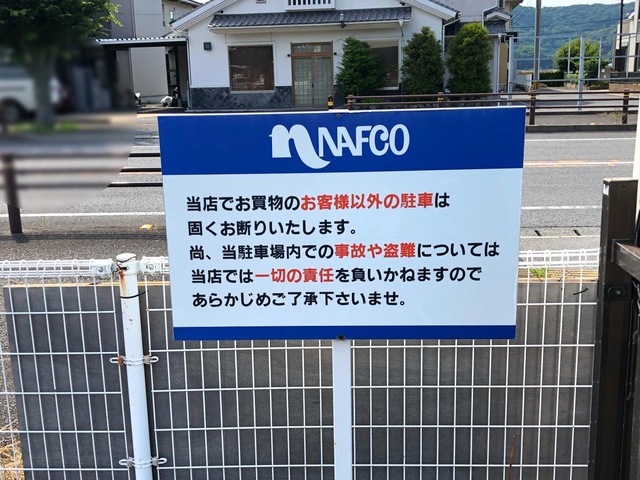 NAFCO
当店でお買物のお客様以外の駐車は
固くお断りいたします。
尚、当駐車場内での事故や盗難については
当店では一切の責任を負いかねますので
あらかじめご了承下さいませ。